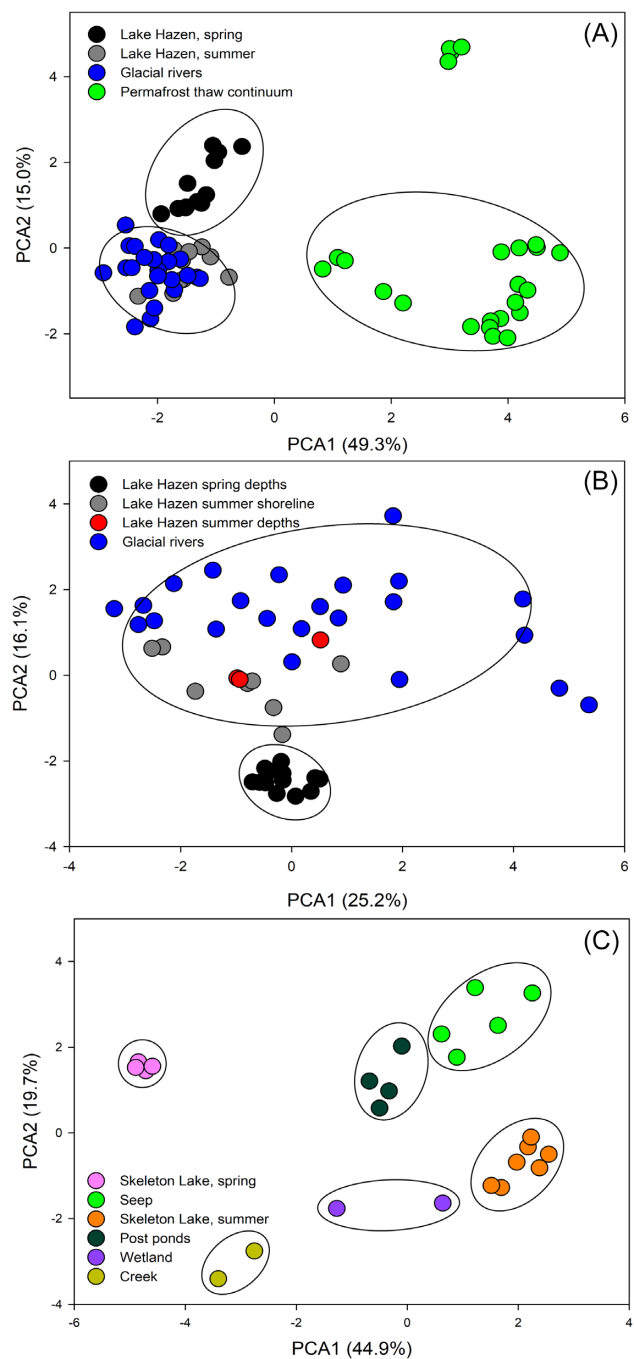 (A)
Lake Hazen, spring
Lake Hazen, summer
Glacial rivers
Permafrost thaw continuum
4
2
0
-2
PCA2 (15.0%)
-2
0
2
4
6
PCA1 (49.3%)
(B)
Lake Hazen spring depths
Lake Hazen summer shoreline
Lake Hazen summer depths
Glacial rivers
4
2
0
-2
-4
PCA2 (16.1%)
-4
-2
0
2
4
6
PCA1 (25.2%)
(C)
4
2
0
-2
-4
PCA2 (19.7%)
Skeleton Lake, spring
Seep
Skeleton Lake, summer
Post ponds
Wetland
Creek
-6
-4
-2
0
2
4
PCA1 (44.9%)